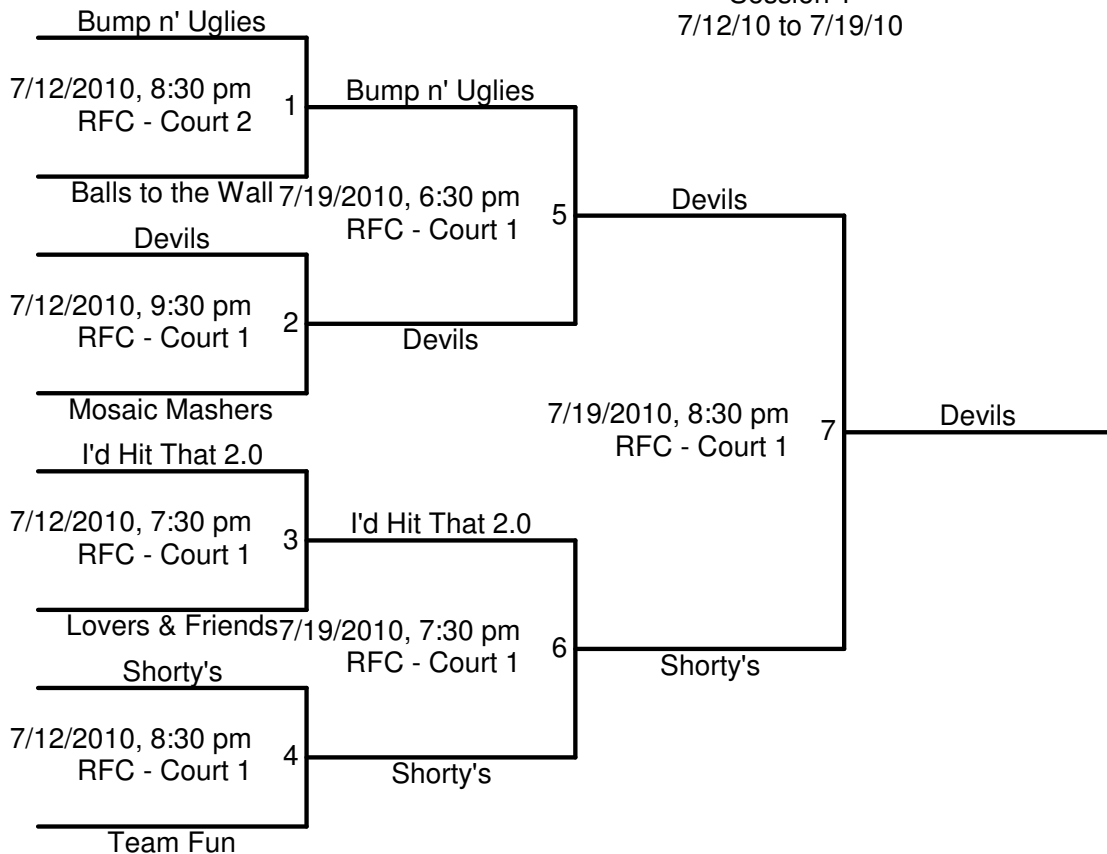 7/12/10 to 7/19/10
Bump n' Uglies
7/12/2010, 8:30 pm
RFC - Court 2
1
Balls to the Wall
Bump n' Uglies
7/19/2010, 6:30 pm
RFC - Court 1
5
Devils
Devils
7/12/2010, 9:30 pm
RFC - Court 1
2
Mosaic Mashers
Devils
7/19/2010, 8:30 pm
RFC - Court 1
7
Devils
I'd Hit That 2.0
7/12/2010, 7:30 pm
RFC - Court 1
3
Lovers & Friends
I'd Hit That 2.0
7/19/2010, 7:30 pm
RFC - Court 1
6
Shorty's
Shorty's
7/12/2010, 8:30 pm
RFC - Court 1
4
Team Fun
Shorty's